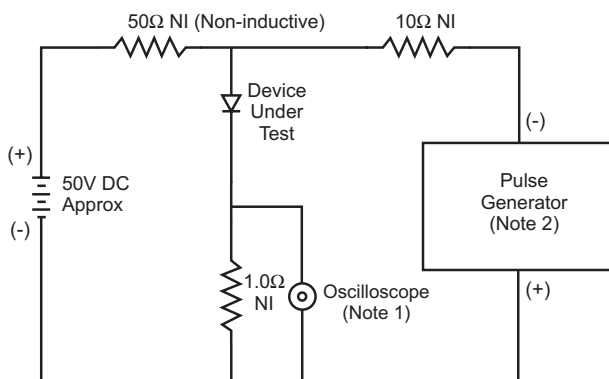 50Ω NI (Non-inductive)
10Ω NI
Device
Under
Test
(+)
50V DC
Approx
(-)
(-)
Pulse
Generator
(Note 2)
(+)
1.0Ω
NI
Oscilloscope
(Note 1)